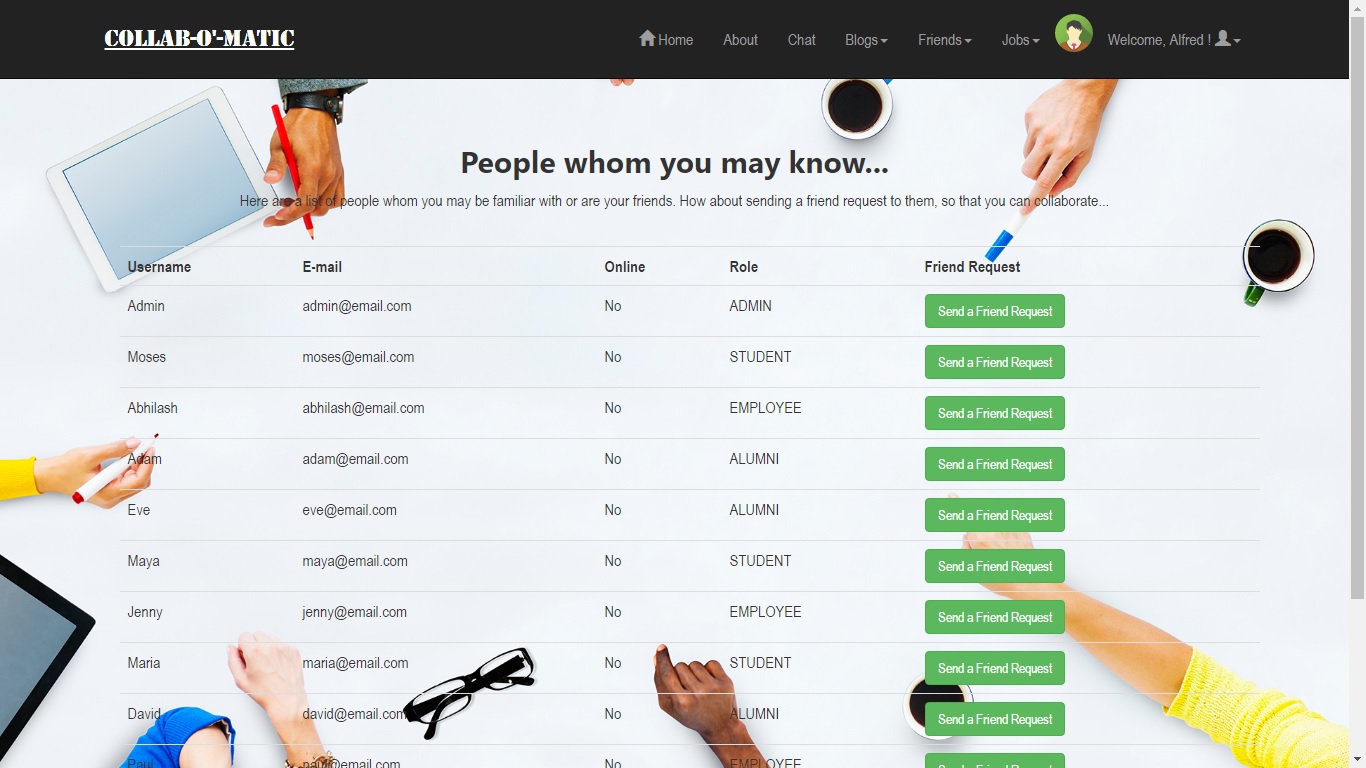 COLLAB-O'-MATIC Home About Chat Blogs Friends Jobs Welcome, Alfred !
People whom you may know...
Here are a list of people whom you may be familiar with or are your friends. How about sending a friend request to them, so that you can collaborate...
Username E-mail Online Role Friend Request
Admin admin@email.com No ADMIN Send a Friend Request
Moses moses@email.com No STUDENT Send a Friend Request
Abhilash abhilash@email.com No EMPLOYEE Send a Friend Request
Adam adam@email.com No ALUMNI Send a Friend Request
Eve eve@email.com No ALUMNI Send a Friend Request
Maya maya@email.com No STUDENT Send a Friend Request
Jenny jenny@email.com No EMPLOYEE Send a Friend Request
Maria maria@email.com No STUDENT Send a Friend Request
David david@email.com No ALUMNI Send a Friend Request
Paul paul@email.com No EMPLOYEE Send a Friend Request